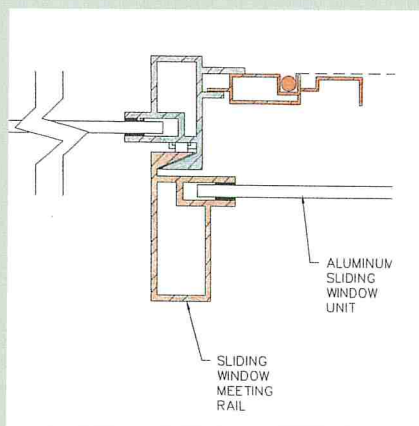 ALUMINUM
SLIDING
WINDOW
UNIT
SLIDING
WINDOW
MEETING
RAIL